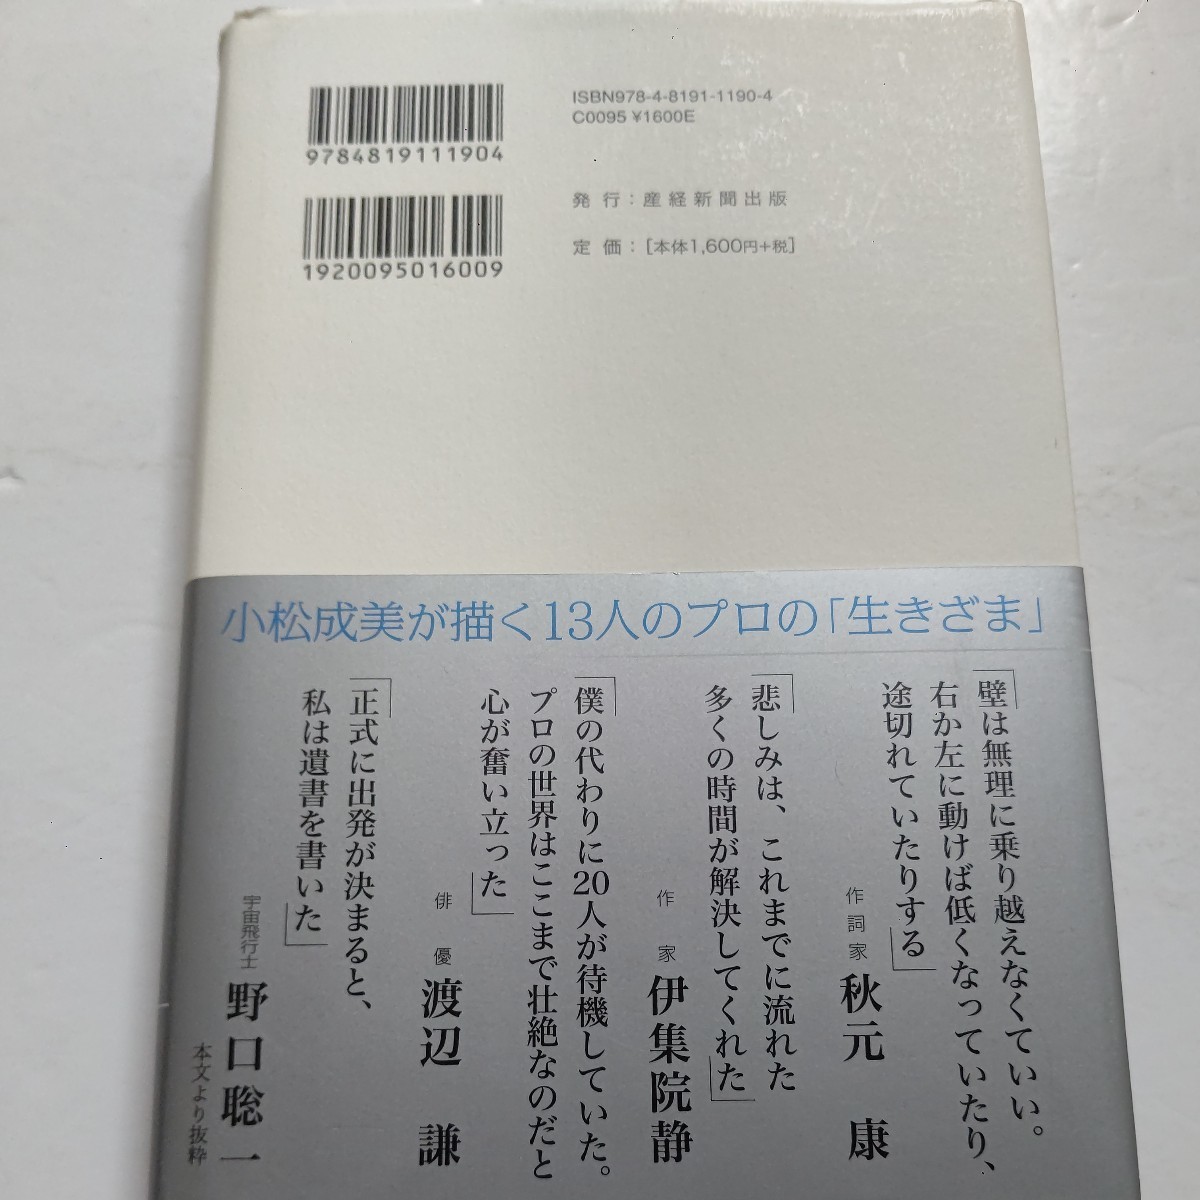 9784819111904
1920095016009
ISBN978-4-8191-1190-4
C0095 ¥1600E
発行：産経新聞出版
定価：［本体1,600円+税］
小松成美が描く13人のプロの「生きざま」
「壁は無理に乗り越えなくていい。
右か左に動けば低くなっていたり、
途切れていたりする」
作詞家 秋元 康
「悲しみは、これまでに流れた
多くの時間が解決してくれた」
作家 伊集院静
「僕の代わりに20人が待機していた。
プロの世界はここまで壮絶なのだと
心が奮い立った」
俳優 渡辺 謙
「正式に出発が決まると、
私は遺書を書いた」
宇宙飛行士 野口聡一
本文より抜粋